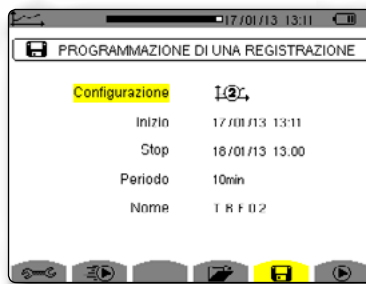 17/01/13 13:11
PROGRAMMAZIONE DI UNA REGISTRAZIONE
Configurazione 2
Inizio 17/01/13 13:11
Stop 18/01/13 13.00
Periodo 10min
Nome